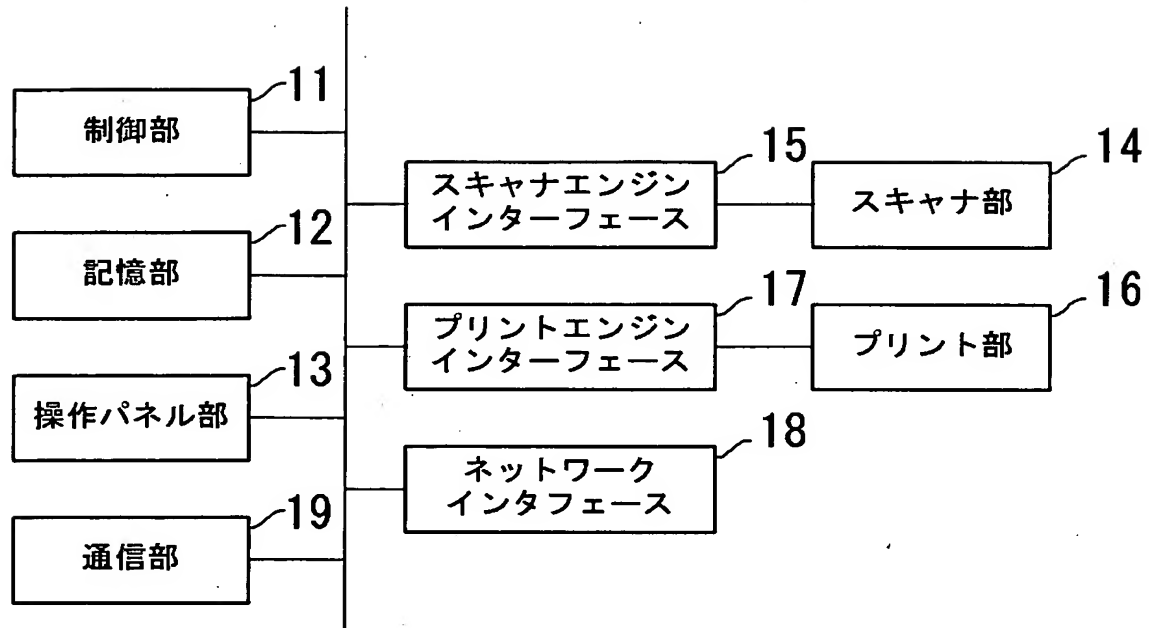 11
制御部
12
記憶部
13
操作パネル部
19
通信部
15
スキャナエンジン
インターフェース
14
スキャナ部
17
プリントエンジン
インターフェース
16
プリント部
18
ネットワーク
インタフェース